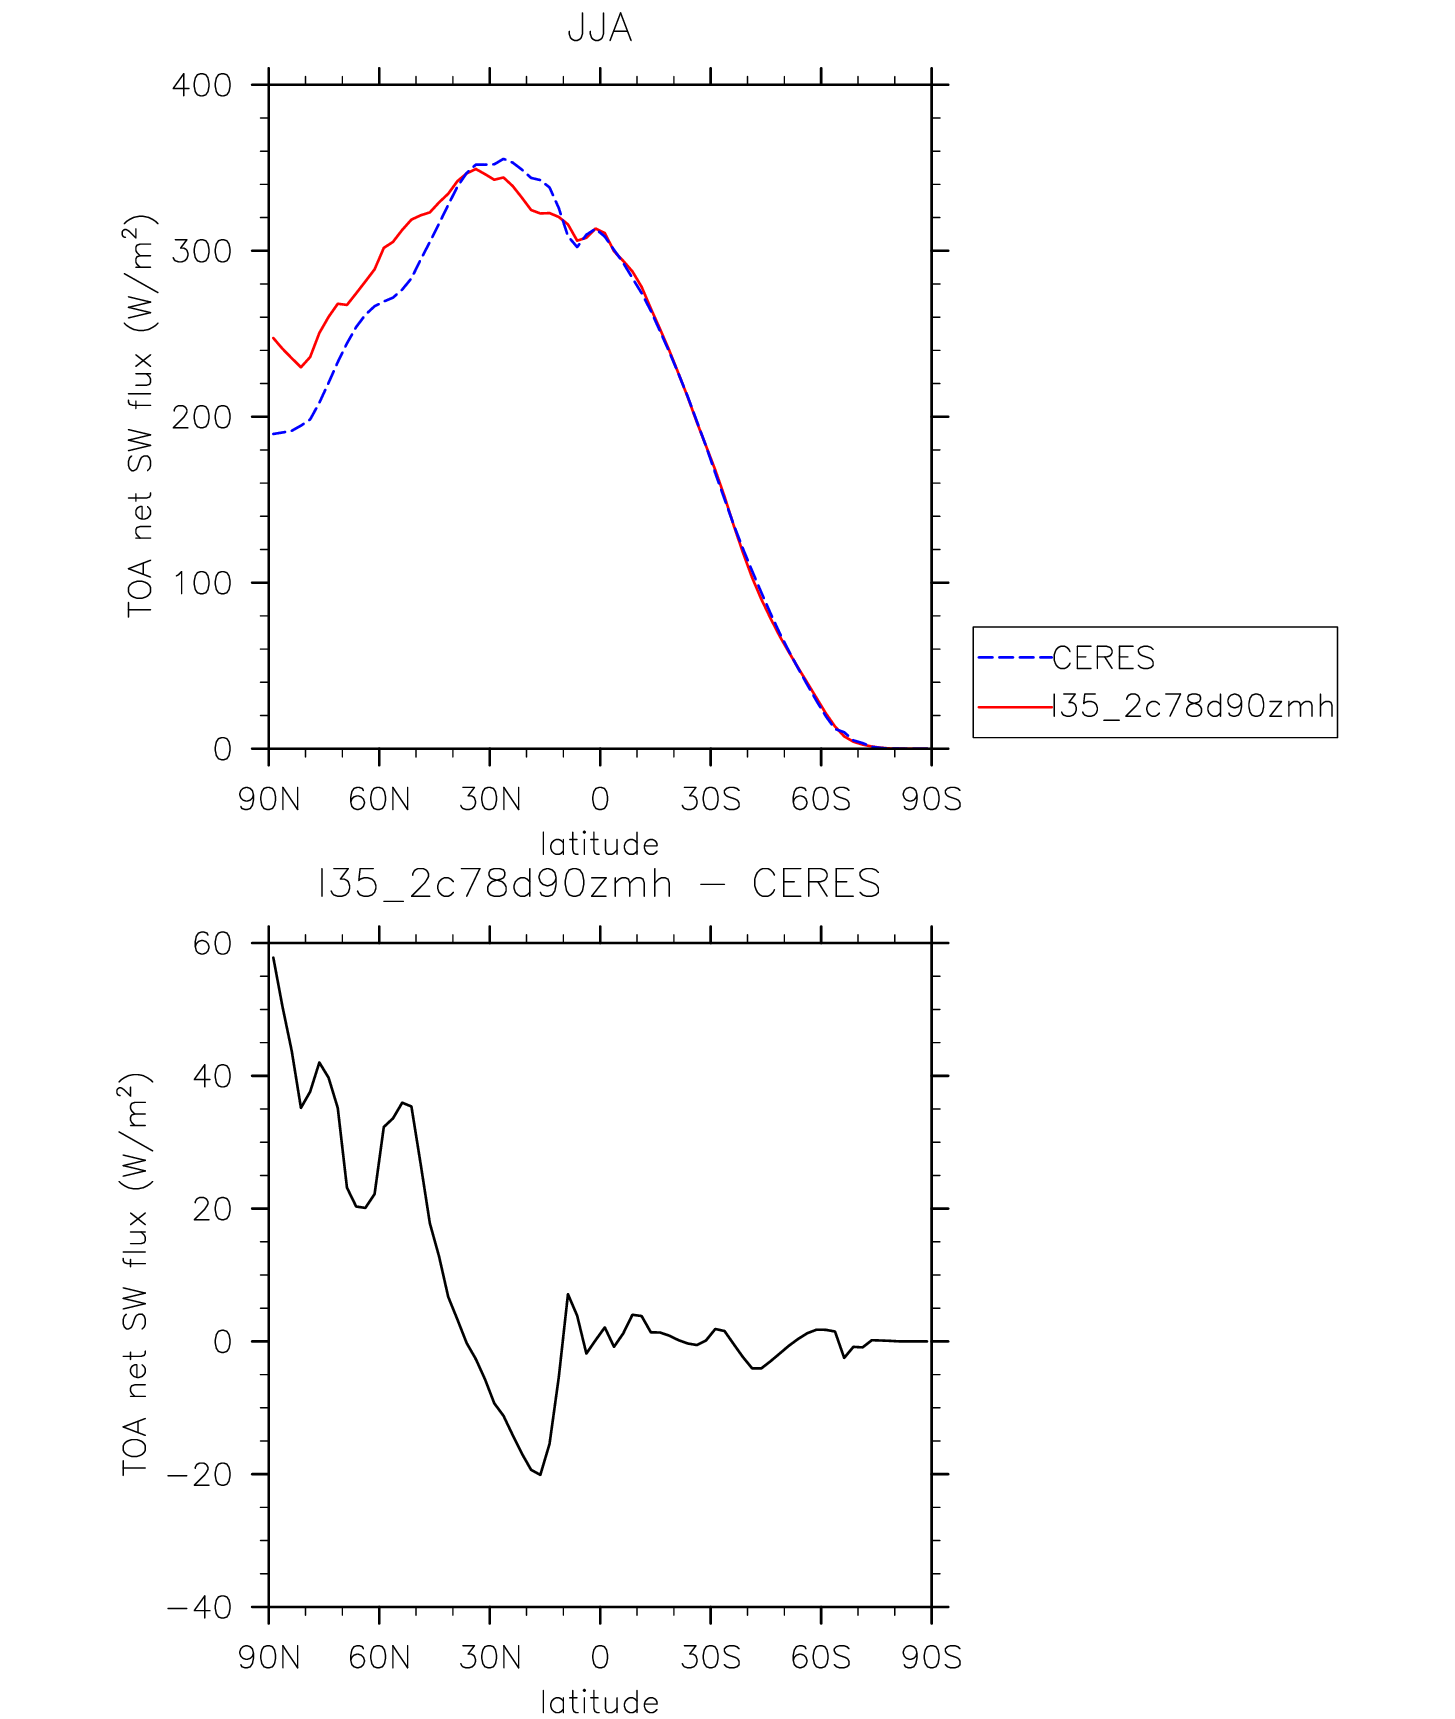 JJA
400
300
200
100
0
TOA net SW flux (W/m²)
90N 60N 30N 0 30S 60S 90S
latitude
CERES
I35_2c78d90zmh
I35_2c78d90zmh − CERES
60
40
20
0
−20
−40
TOA net SW flux (W/m²)
90N 60N 30N 0 30S 60S 90S
latitude